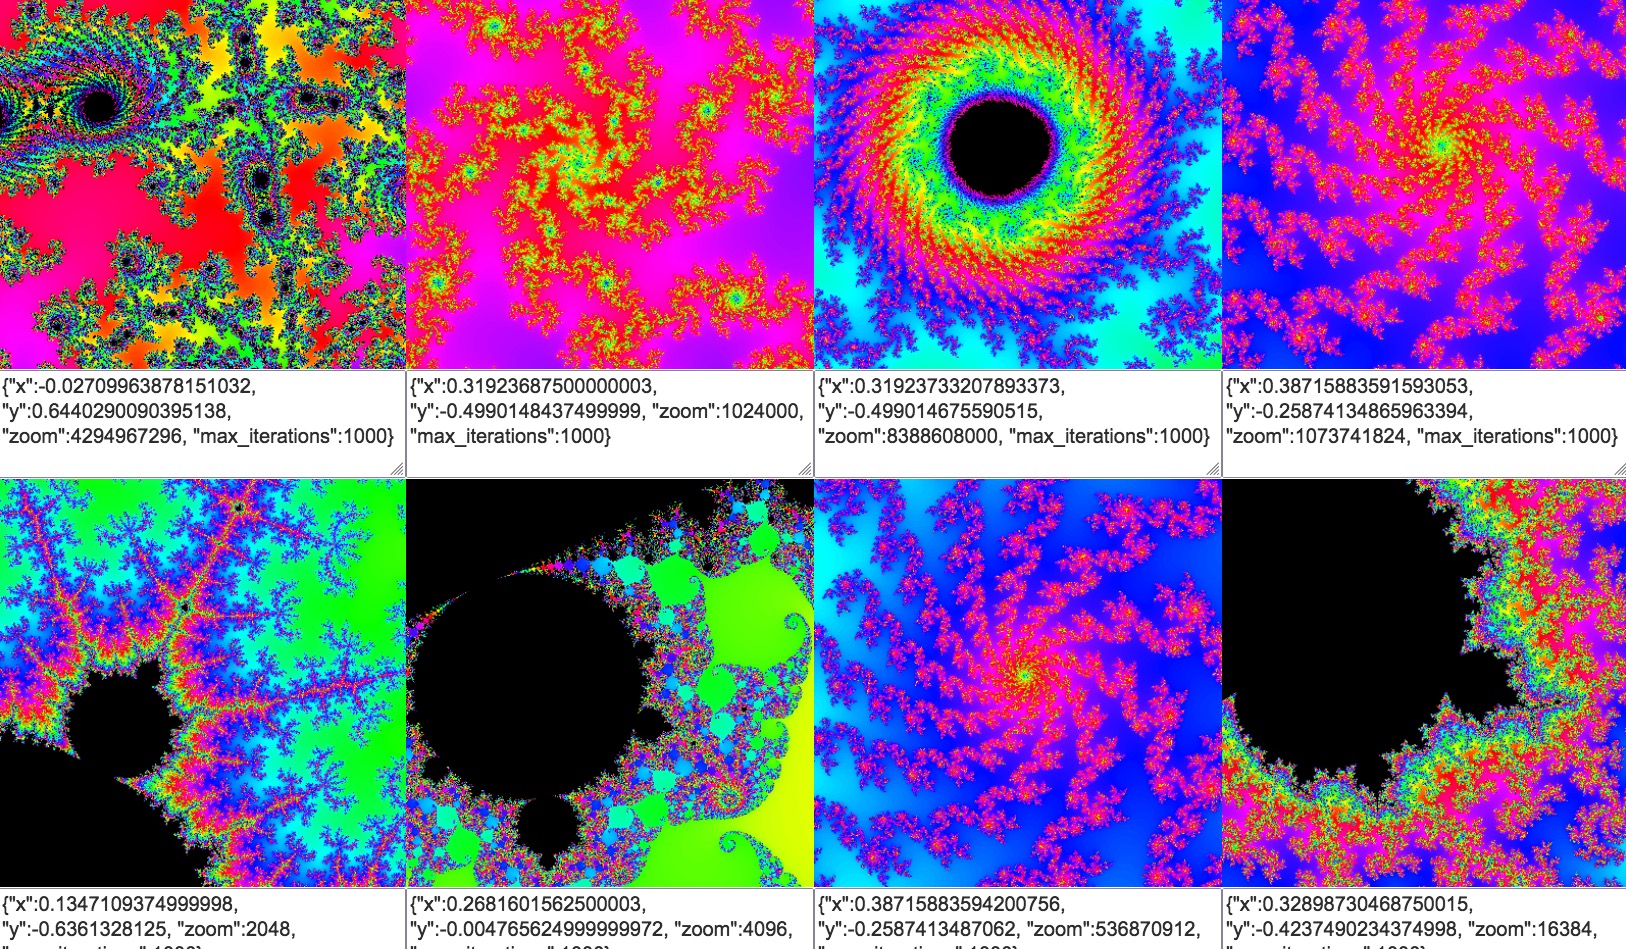 {"x":-0.02709963878151032,
"y":0.6440290090395138,
"zoom":4294967296, "max_iterations":1000}
{"x":0.31923687500000003,
"y":-0.4990148437499999, "zoom":1024000,
"max_iterations":1000}
{"x":0.31923733207893373,
"y":-0.499014675590515,
"zoom":8388608000, "max_iterations":1000}
{"x":0.38715883591593053,
"y":-0.25874134865963394,
"zoom":1073741824, "max_iterations":1000}
{"x":0.1347109374999998,
"y":-0.6361328125, "zoom":2048,
{"x":0.2681601562500003,
"y":-0.004765624999999972, "zoom":4096,
{"x":0.38715883594200756,
"y":-0.2587413487062, "zoom":536870912,
{"x":0.32898730468750015,
"y":-0.4237490234374998, "zoom":16384,